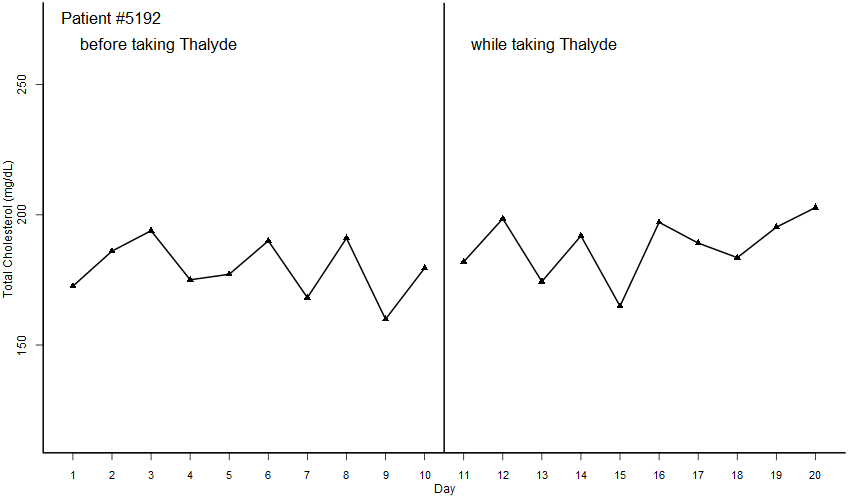 Patient #5192
before taking Thalyde
while taking Thalyde
Total Cholesterol (mg/dL)
250
200
150
1 2 3 4 5 6 7 8 9 10 11 12 13 14 15 16 17 18 19 20
Day